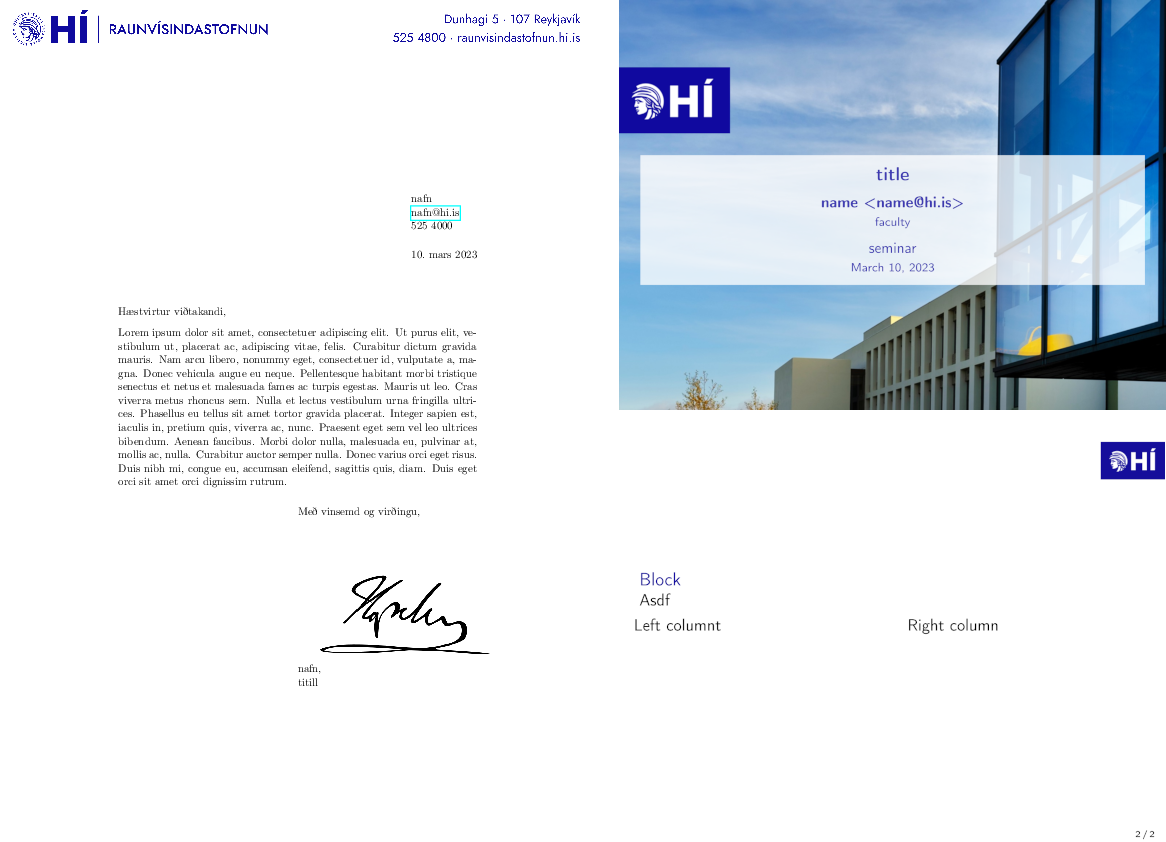 HÍ RAUNVÍSINDASTOFNUN
Dunhagi 5 · 107 Reykjavík
525 4800 · raunvisindastofnun.hi.is
nafn
nafn@hi.is
525 4000
10. mars 2023
Hæstvirtur viðtakandi,
Lorem ipsum dolor sit amet, consectetuer adipiscing elit. Ut purus elit, ve-
stibulum ut, placerat ac, adipiscing vitae, felis. Curabitur dictum gravida
mauris. Nam arcu libero, nonummy eget, consectetuer id, vulputate a, ma-
gna. Donec vehicula augue eu neque. Pellentesque habitant morbi tristique
senectus et netus et malesuada fames ac turpis egestas. Mauris ut leo. Cras
viverra metus rhoncus sem. Nulla et lectus vestibulum urna fringilla ultri-
ces. Phasellus eu tellus sit amet tortor gravida placerat. Integer sapien est,
iaculis in, pretium quis, viverra ac, nunc. Praesent eget sem vel leo ultrices
bibendum. Aenean faucibus. Morbi dolor nulla, malesuada eu, pulvinar at,
mollis ac, nulla. Curabitur auctor semper nulla. Donec varius orci eget risus.
Duis nibh mi, congue eu, accumsan eleifend, sagittis quis, diam. Duis eget
orci sit amet orci dignissim rutrum.
Með vinsemd og virðingu,
nafn,
titill
HÍ
title
name <name@hi.is>
faculty
seminar
March 10, 2023
HÍ
Block
Asdf
Left columnt
Right column
2 / 2